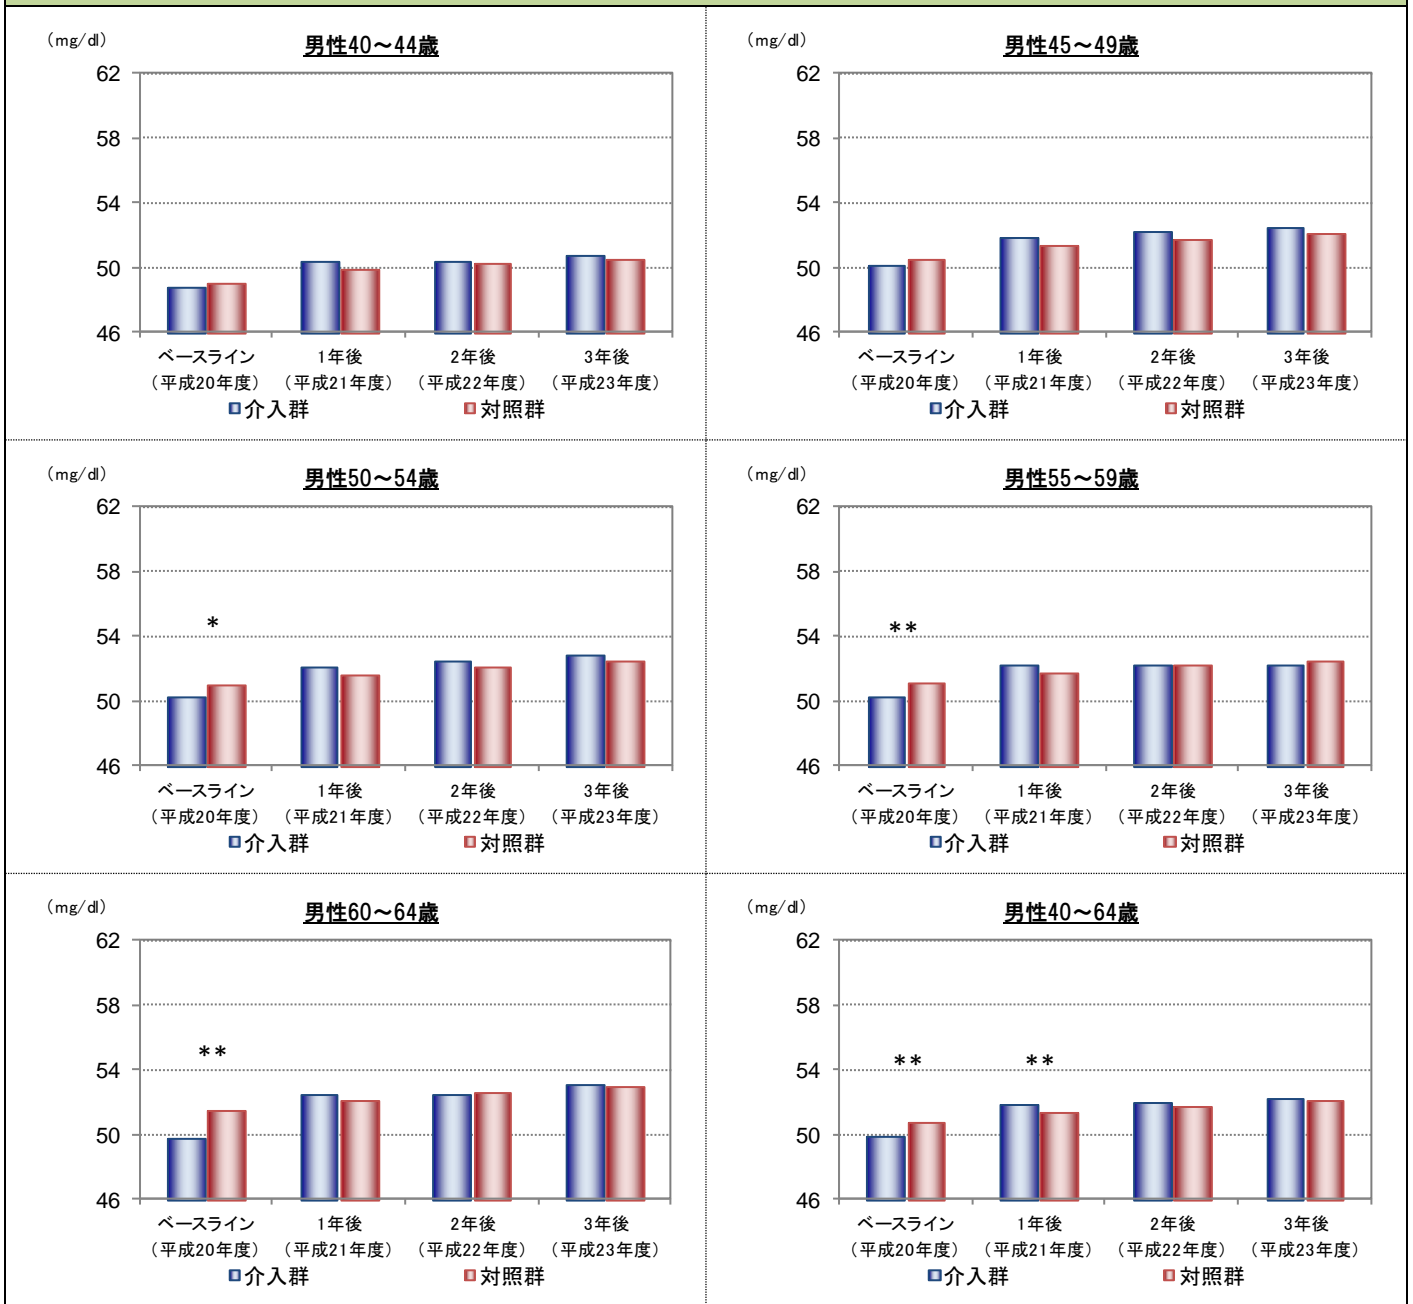 (mg/dl)
男性40～44歳
62
58
54
50
46
ベースライン 1年後 2年後 3年後
（平成20年度） （平成21年度） （平成22年度） （平成23年度）
介入群 対照群
(mg/dl)
男性45～49歳
62
58
54
50
46
ベースライン 1年後 2年後 3年後
（平成20年度） （平成21年度） （平成22年度） （平成23年度）
介入群 対照群
(mg/dl)
男性50～54歳
62
58
54
50
46
*
ベースライン 1年後 2年後 3年後
（平成20年度） （平成21年度） （平成22年度） （平成23年度）
介入群 対照群
(mg/dl)
男性55～59歳
62
58
54
50
46
**
ベースライン 1年後 2年後 3年後
（平成20年度） （平成21年度） （平成22年度） （平成23年度）
介入群 対照群
(mg/dl)
男性60～64歳
62
58
54
50
46
**
ベースライン 1年後 2年後 3年後
（平成20年度） （平成21年度） （平成22年度） （平成23年度）
介入群 対照群
(mg/dl)
男性40～64歳
62
58
54
50
46
** **
ベースライン 1年後 2年後 3年後
（平成20年度） （平成21年度） （平成22年度） （平成23年度）
介入群 対照群